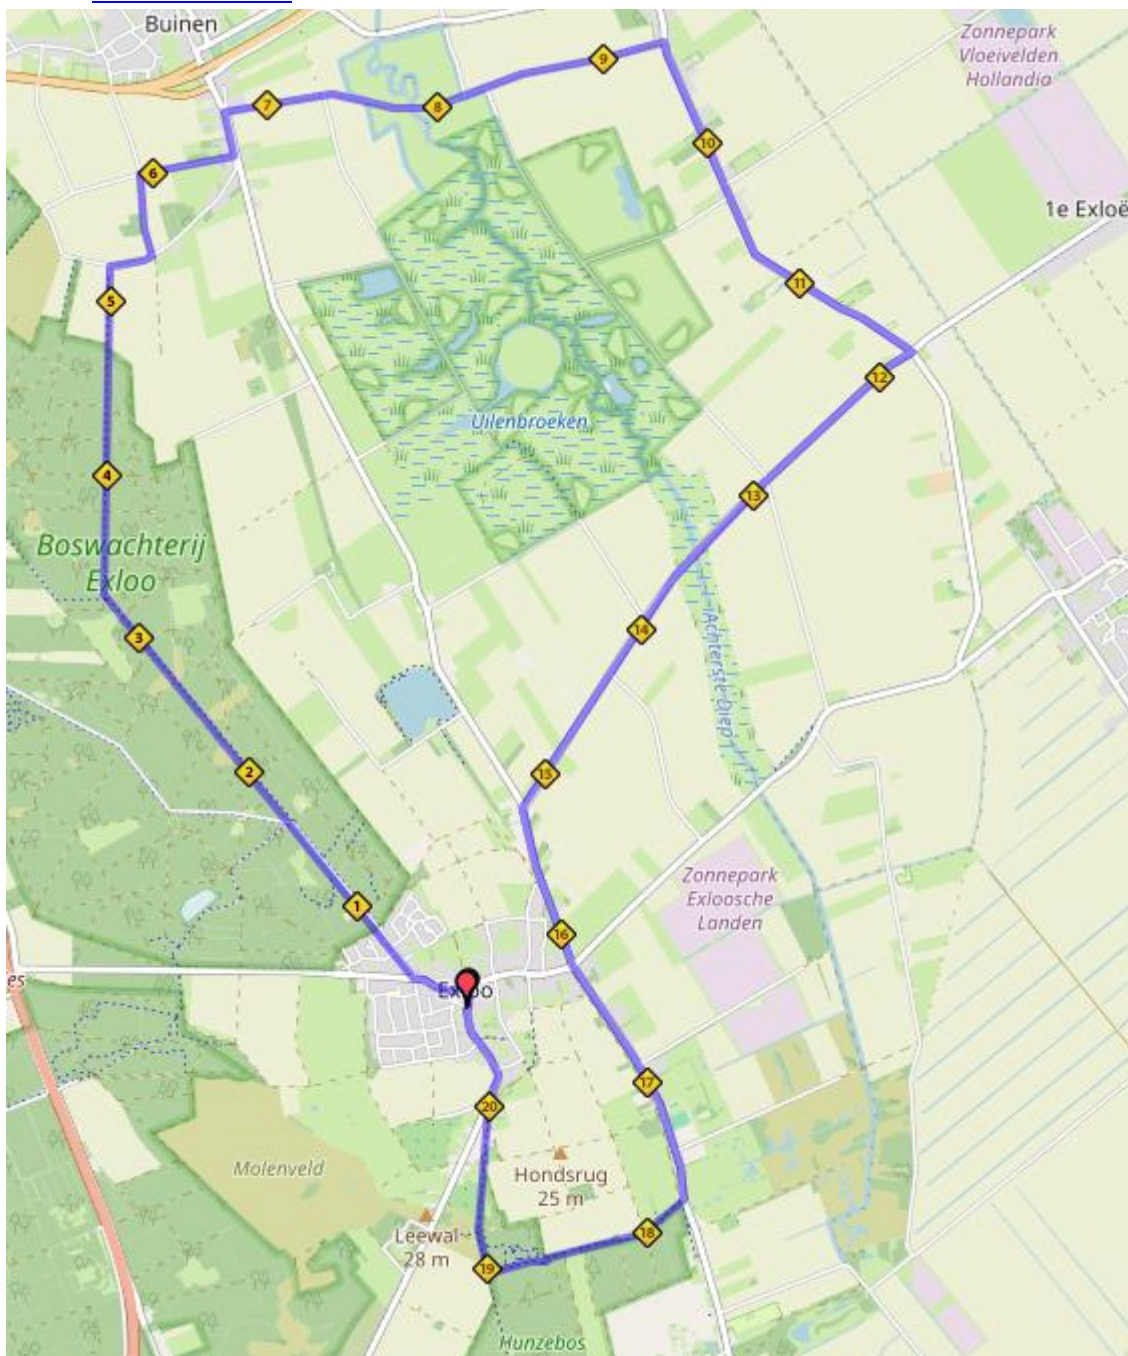 Buinen
Zonnepark
Vloeivelden
Hollandia
9
7
8
10
6
1e Exloë
11
5
12
Uilenbroeken
4
13
Boswachterij
Exloo
14
3
Achterste Diep
2
15
Zonnepark
Exloosche
Landen
1
16
es
Exloo
17
20
Molenveld
Hondsrug
25 m
Leewal
28 m
18
19
Hunzebos